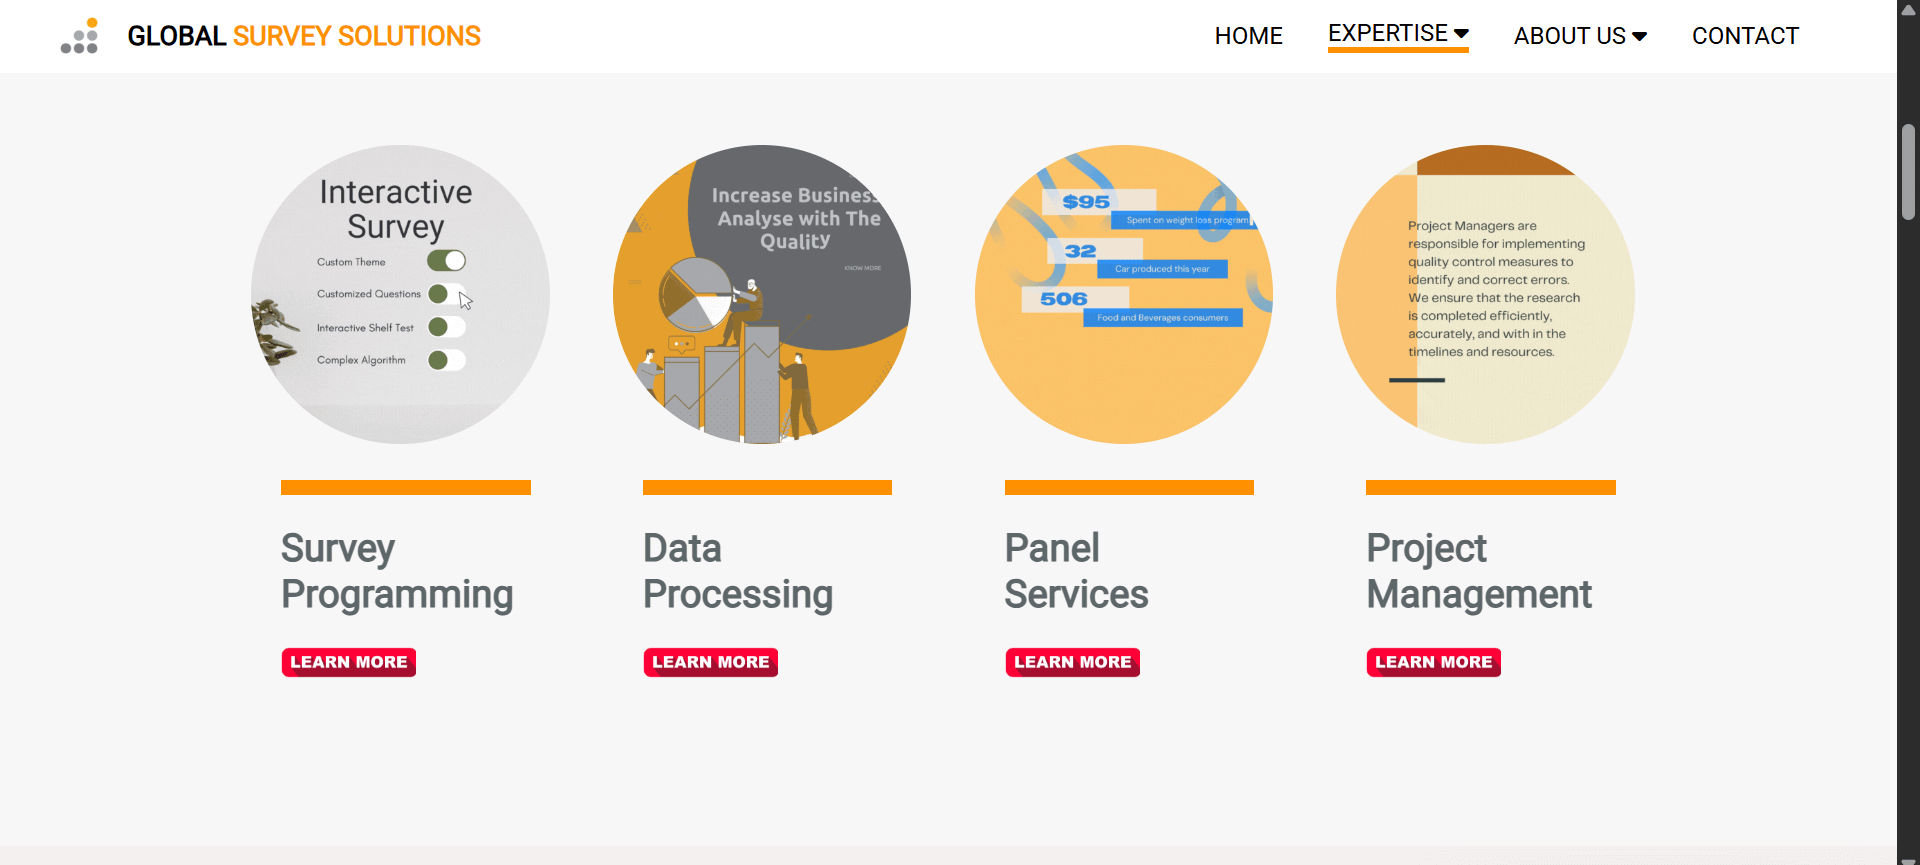 GLOBAL SURVEY SOLUTIONS
HOME
EXPERTISE
ABOUT US
CONTACT
Interactive
Survey
Custom Theme
Customized Questions
Interactive Shelf Test
Complex Algorithm
Increase Business
Analyse with The
Quality
KNOW MORE
$95
Spent on weight loss program
32
Car produced this year
506
Food and Beverages consumers
Project Managers are
responsible for implementing
quality control measures to
identify and correct errors.
We ensure that the research
is completed efficiently,
accurately, and with in the
timelines and resources.
Survey
Programming
LEARN MORE
Data
Processing
LEARN MORE
Panel
Services
LEARN MORE
Project
Management
LEARN MORE